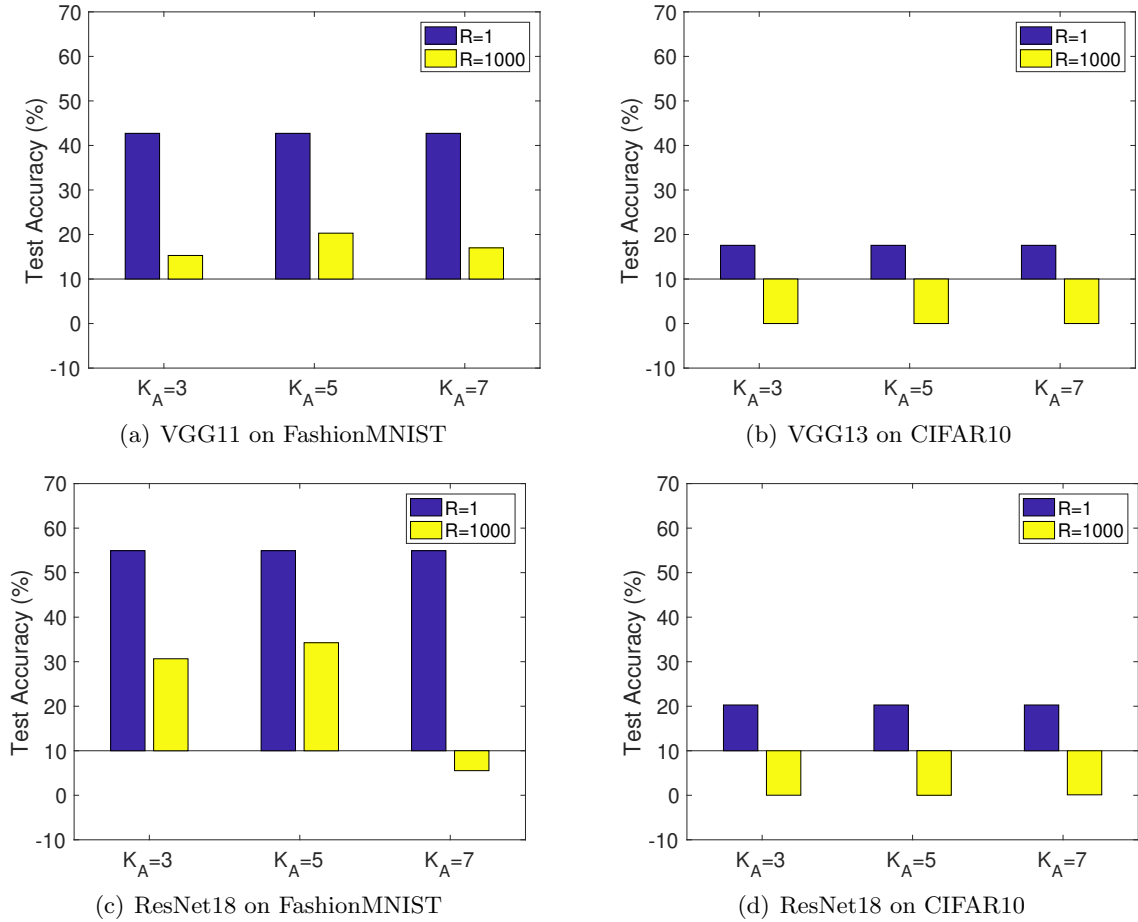 70
60
50
40
30
20
10
0
-10
Test Accuracy (%)
R=1
R=1000
K_A=3
K_A=5
K_A=7
(a) VGG11 on FashionMNIST
70
60
50
40
30
20
10
0
-10
Test Accuracy (%)
R=1
R=1000
K_A=3
K_A=5
K_A=7
(b) VGG13 on CIFAR10
70
60
50
40
30
20
10
0
-10
Test Accuracy (%)
R=1
R=1000
K_A=3
K_A=5
K_A=7
(c) ResNet18 on FashionMNIST
70
60
50
40
30
20
10
0
-10
Test Accuracy (%)
R=1
R=1000
K_A=3
K_A=5
K_A=7
(d) ResNet18 on CIFAR10